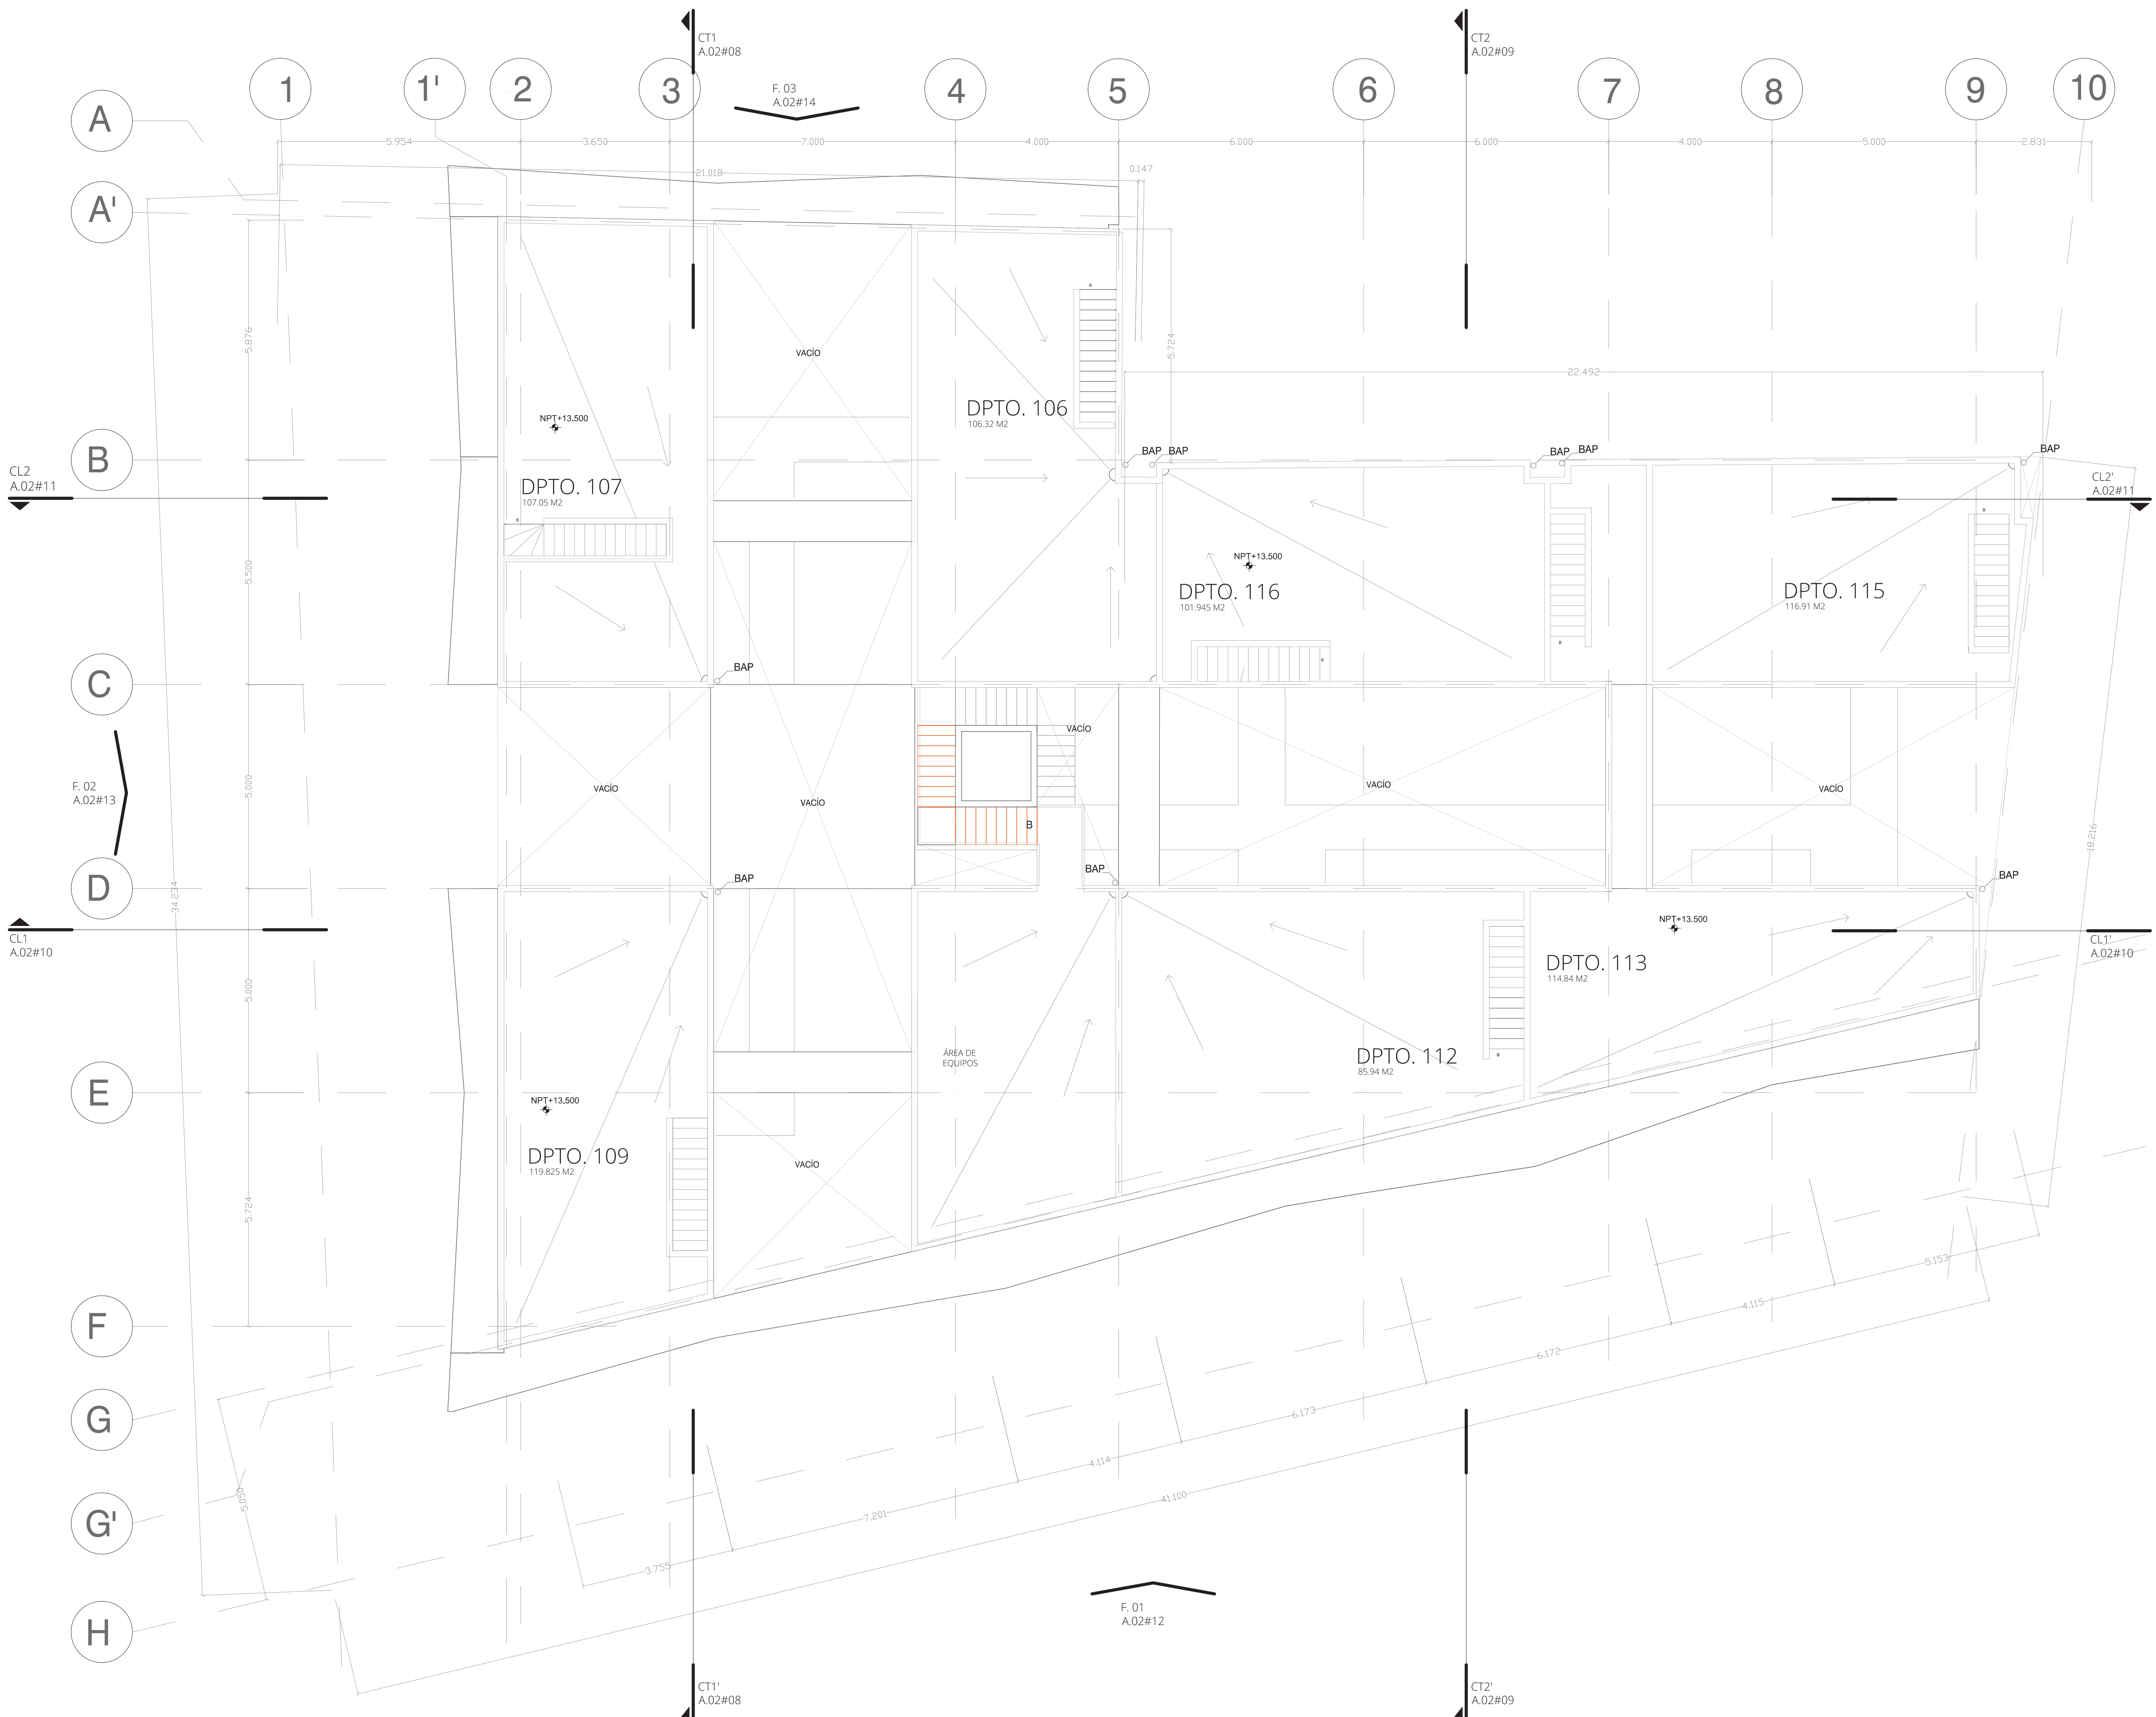 CT1
A.02#08
CT2
A.02#09
1
1'
2
3
4
5
6
7
8
9
10
F. 03
A.02#14
A
5.954
3.650
7.000
4.000
6.000
6.000
4.000
5.000
2.831
21.018
0.147
A'
5.876
VACÍO
5.724
22.492
DPTO. 106
106.32 M2
NPT+13.500
B
BAP
BAP
BAP
BAP
BAP
CL2
A.02#11
CL2'
A.02#11
DPTO. 107
107.05 M2
B
B
B
5.500
NPT+13.500
DPTO. 116
101.945 M2
DPTO. 115
116.91 M2
B
B
C
BAP
VACÍO
F. 02
A.02#13
5.000
VACÍO
VACÍO
VACÍO
VACÍO
B
18.216
D
34.234
BAP
BAP
BAP
CL1
A.02#10
NPT+13.500
CL1'
A.02#10
DPTO. 113
114.84 M2
5.000
ÁREA DE
EQUIPOS
DPTO. 112
85.94 M2
B
E
NPT+13.500
DPTO. 109
119.825 M2
VACÍO
5.724
5.153
F
4.115
6.172
G
6.173
4.114
5.050
41.100
G'
7.201
3.755
F. 01
A.02#12
H
CT1'
A.02#08
CT2'
A.02#09